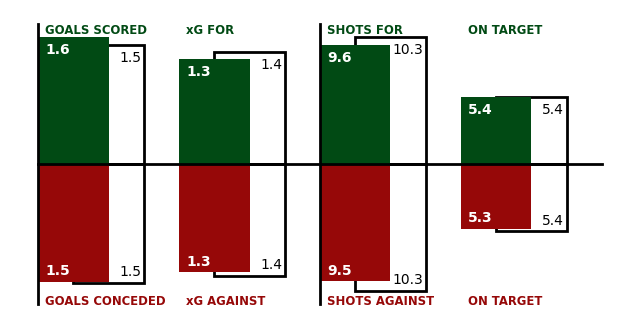 GOALS SCORED xG FOR SHOTS FOR ON TARGET
1.6 1.5 1.3 1.4 9.6 10.3 5.4 5.4
1.5 1.5 1.3 1.4 9.5 10.3 5.3 5.4
GOALS CONCEDED xG AGAINST SHOTS AGAINST ON TARGET